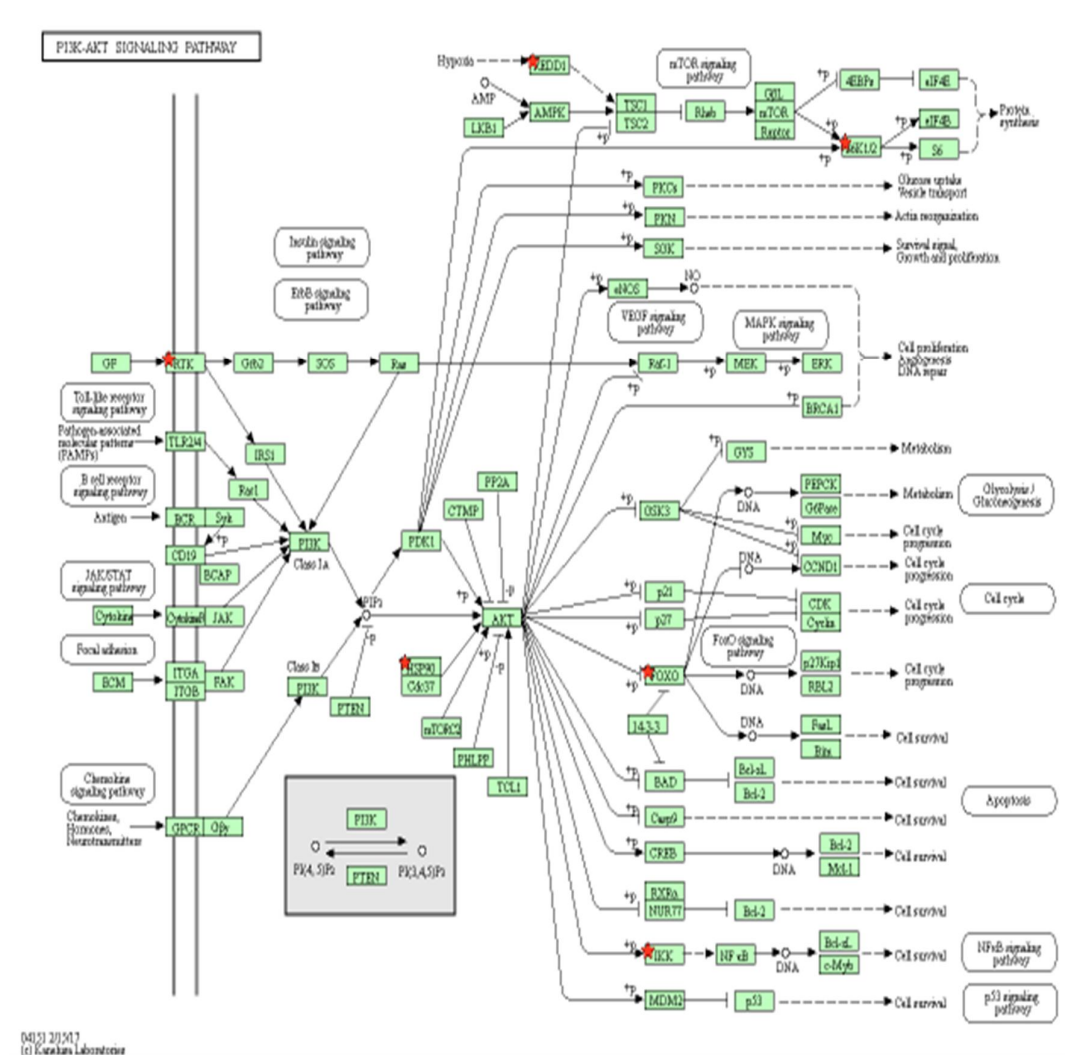 PI3K-AKT SIGNALING PATHWAY
Hypoxia
REDD1
mTOR signaling
pathway
AMP
AMPK
LKB1
TSC1
TSC2
+p
Rheb
GβL
mTOR
Raptor
+p
4EBPs
eIF4E
+p
+p
S6K1/2
+p
+p
eIF4B
+p
S6
Protein
synthesis
+p
PKCs
Glucose uptake
Vesicle transport
+p
PKN
Actin reorganization
+p
SGK
Survival signal,
Growth and proliferation
Insulin signaling
pathway
ErbB signaling
pathway
+p
eNOS
NO
VEGF signaling
pathway
MAPK signaling
pathway
GF
RTK
Grb2
SOS
Ras
Raf-1
+p
MEK
+p
ERK
+p
Cell proliferation
Angiogenesis
DNA repair
+p
BRCA1
Toll-like receptor
signaling pathway
Pathogen-associated
molecular patterns
(PAMPs)
TLR2/4
IRS1
Rac1
B cell receptor
signaling pathway
Antigen
BCR
Syk
+p
CD19
BCAP
PI3K
Class IA
JAK/STAT
signaling pathway
Cytokine
CytokineR
JAK
Focal adhesion
ECM
ITGA
ITGB
FAK
Chemokine
signaling pathway
Chemokines,
Hormones,
Neurotransmitters
GPCR
Gβγ
Class IB
PI3K
PIP3
-p
PTEN
PDK1
CTMP
PP2A
+p
-p
AKT
HSP90
Cdc37
+p
-p
mTORC2
PHLPP
TCL1
PI3K
PI(4,5)P2
PI(3,4,5)P3
PTEN
+p
GYS
Metabolism
+p
GSK3
DNA
PEPCK
G6Pase
Metabolism
Glycolysis /
Gluconeogenesis
+p
Myc
Cell cycle
progression
+p
DNA
CCND1
Cell cycle
progression
+p
p21
+p
p27
CDK
Cyclin
Cell cycle
progression
Cell cycle
FoxO signaling
pathway
+p
FOXO
DNA
p27Kip1
RBL2
Cell cycle
progression
14-3-3
DNA
FasL
Bim
Cell survival
+p
BAD
Bcl-xL
Bcl-2
Cell survival
Apoptosis
+p
Casp9
Cell survival
+p
CREB
DNA
Bcl-2
Mcl-1
Cell survival
+p
RXRα
NUR77
Bcl-2
Cell survival
+p
IKK
NFκB
DNA
Bcl-xL
c-Myb
Cell survival
NFκB signaling
pathway
+p
MDM2
p53
Cell survival
p53 signaling
pathway
04151 2/15/17
(c) Kanehisa Laboratories